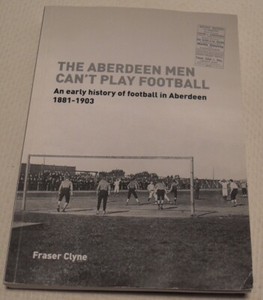 THE ABERDEEN MEN
CAN'T PLAY FOOTBALL
An early history of football in Aberdeen
1881-1903
Fraser Clyne